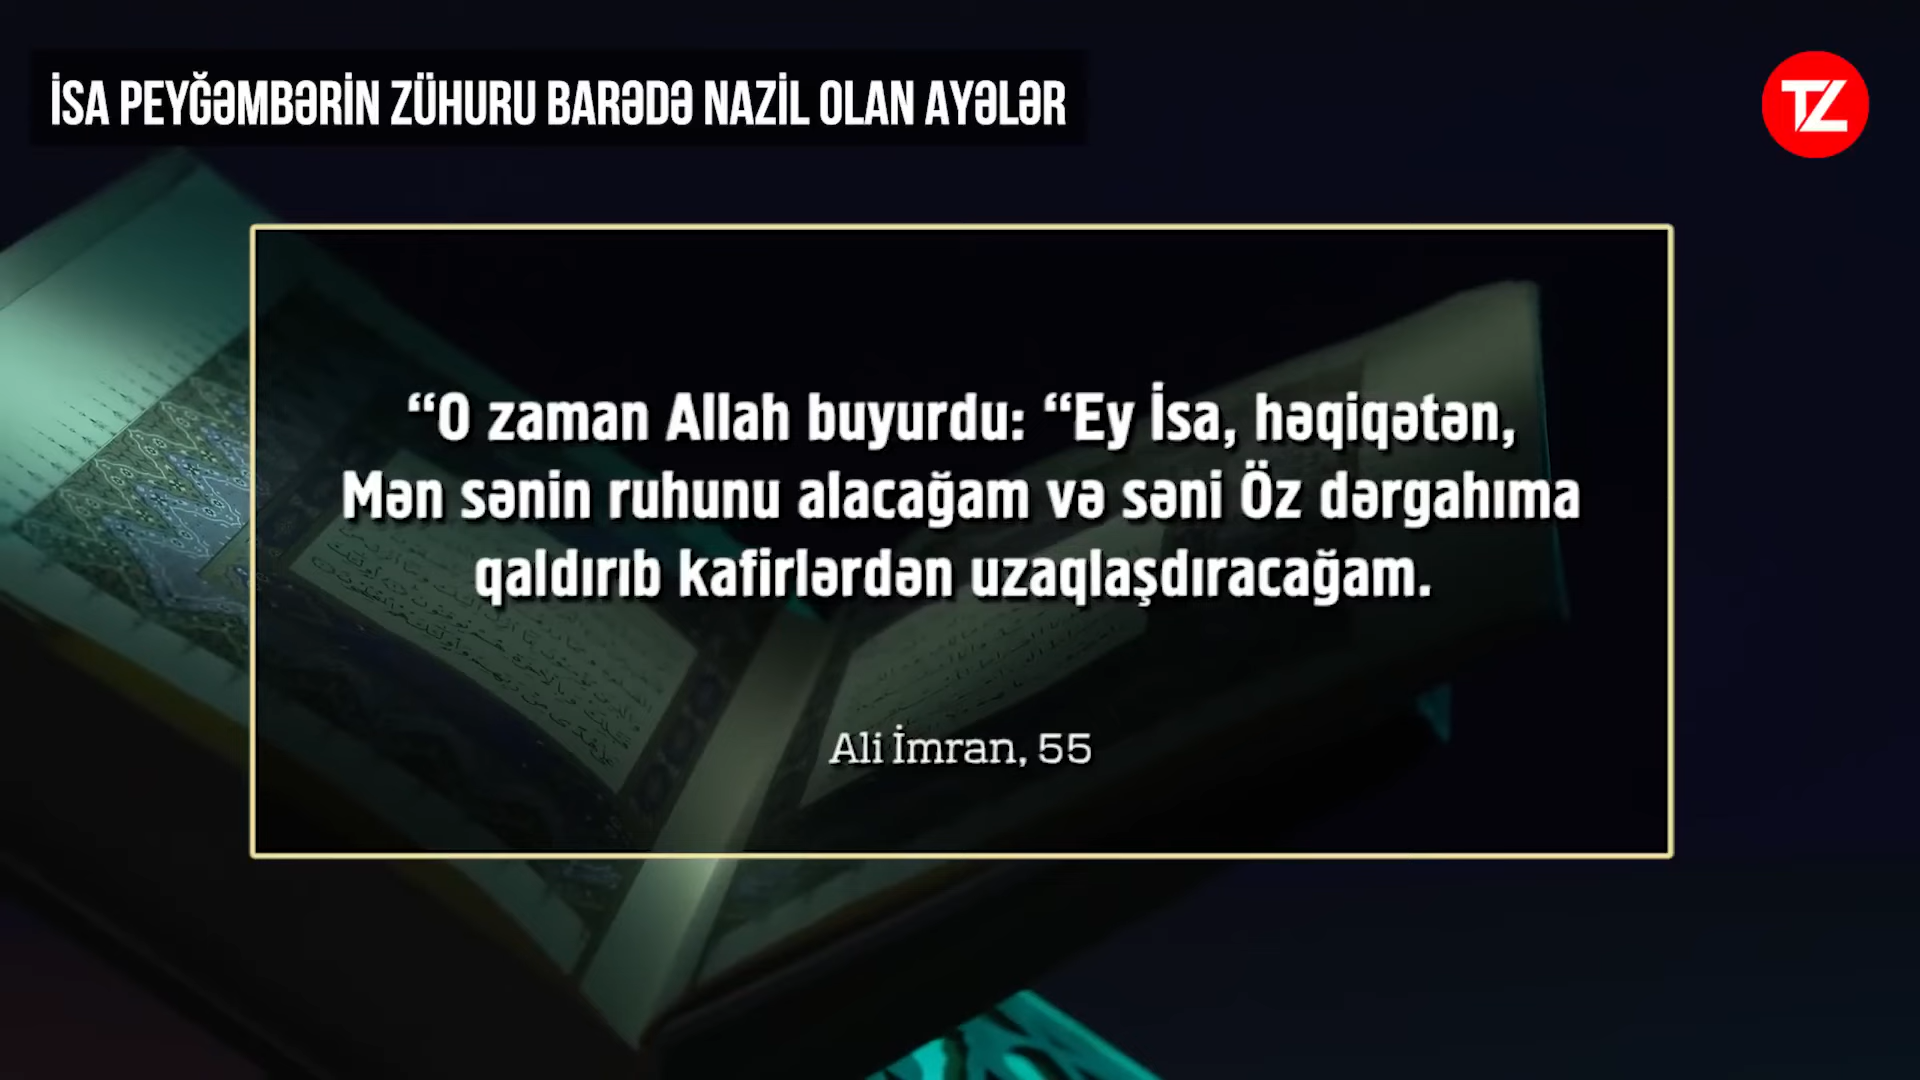 İSA PEYĞƏMBƏRİN ZÜHURU BARƏDƏ NAZİL OLAN AYƏLƏR
TZ
“O zaman Allah buyurdu: “Ey İsa, həqiqətən,
Mən sənin ruhunu alacağam və səni Öz dərgahıma
qaldırıb kafirlərdən uzaqlaşdıracağam.
Ali İmran, 55